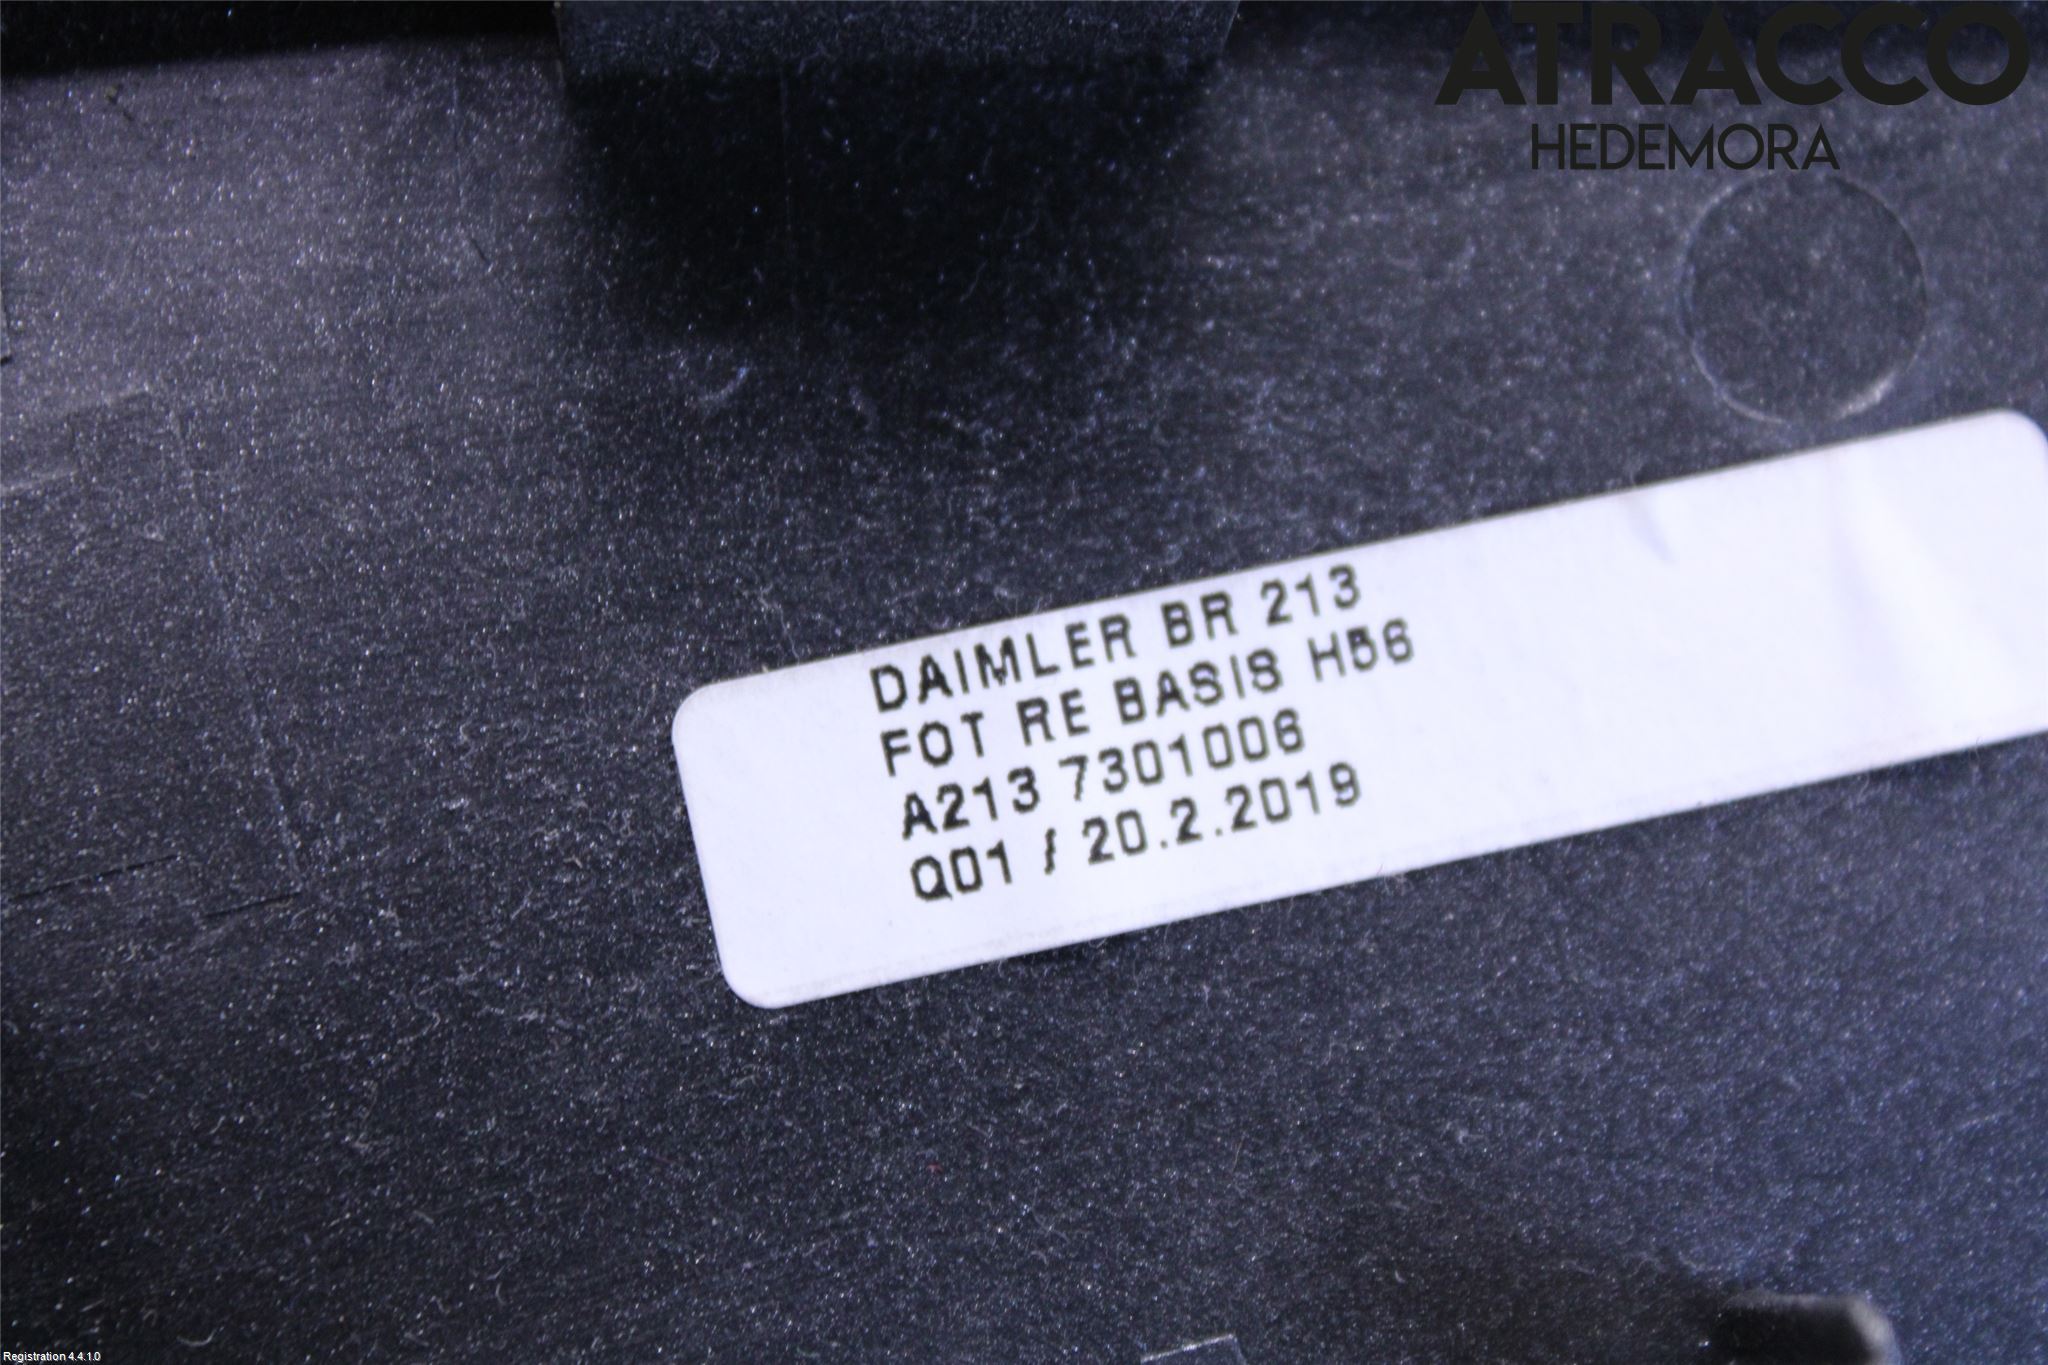 ATRACCO
HEDEMORA
DAIMLER BR 213
FOT RE BASIS H56
A213 7301006
Q01 / 20.2.2019
Registration 4.4.1.0